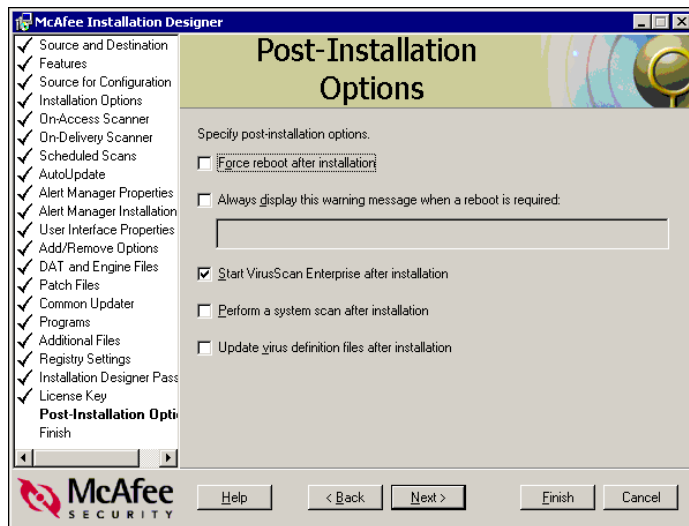 McAfee Installation Designer
Source and Destination
Features
Source for Configuration
Installation Options
On-Access Scanner
On-Delivery Scanner
Scheduled Scans
AutoUpdate
Alert Manager Properties
Alert Manager Installation
User Interface Properties
Add/Remove Options
DAT and Engine Files
Patch Files
Common Updater
Programs
Additional Files
Registry Settings
Installation Designer Pass
License Key
Post-Installation Opti
Finish
Post-Installation
Options
Specify post-installation options.
Force reboot after installation
Always display this warning message when a reboot is required:
Start VirusScan Enterprise after installation
Perform a system scan after installation
Update virus definition files after installation
McAfee
SECURITY
Help
< Back
Next >
Finish
Cancel